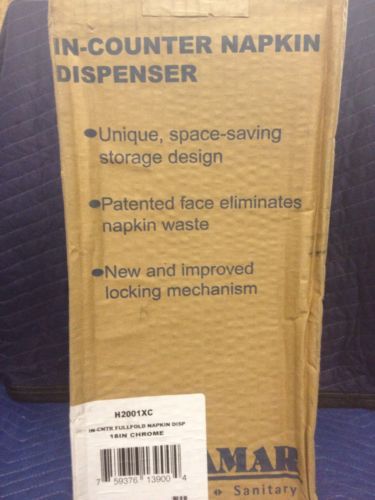 IN-COUNTER NAPKIN
DISPENSER
●Unique, space-saving
storage design
●Patented face eliminates
napkin waste
●New and improved
locking mechanism
H2001XC
IN-CNTR FULLFOLD NAPKIN DISP
18IN CHROME
7 59376 13900 4
AMAR
Sanitary